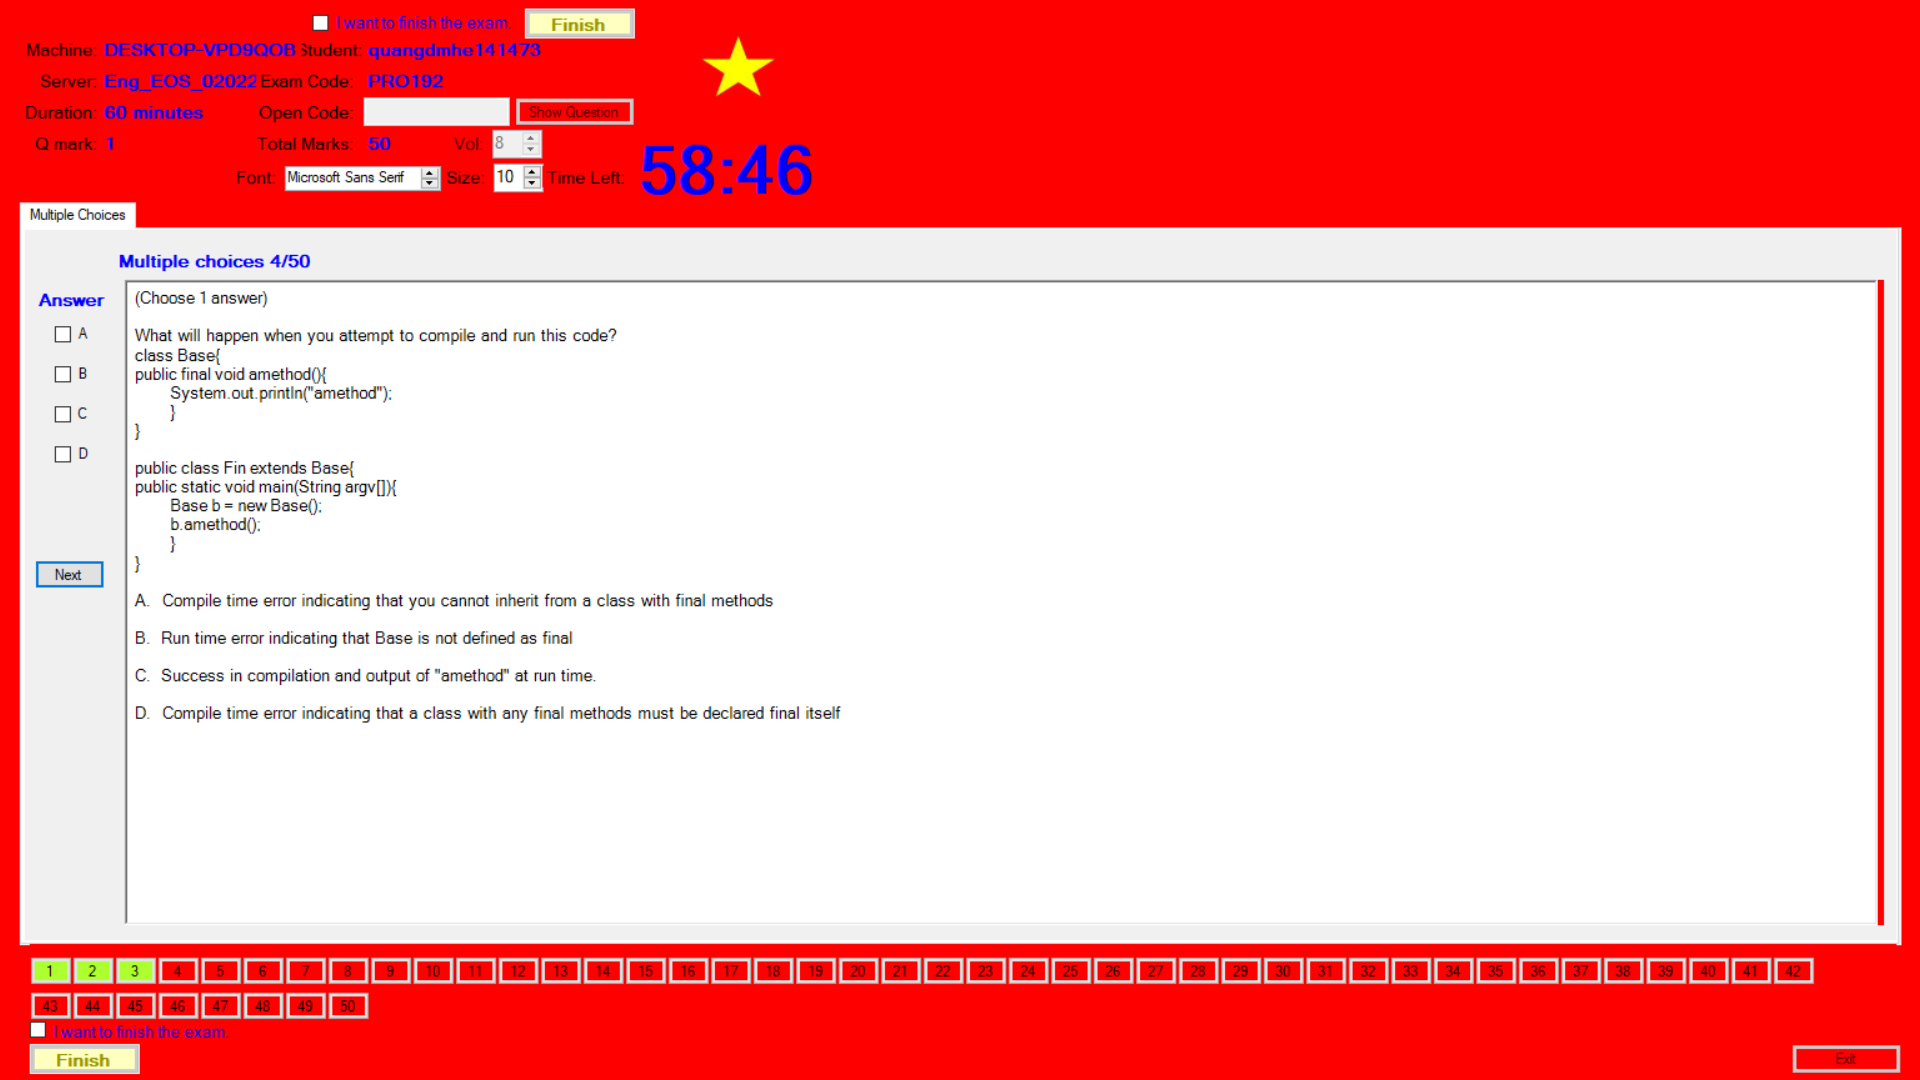 I want to finish the exam. Finish
Machine: DESKTOP-VPD9QOB Student: quangdmhe141473
Server: Eng_EOS_02022 Exam Code: PRO192
Duration: 60 minutes Open Code: Show Question
Q mark: 1 Total Marks: 50 Vol: 8
Font: Microsoft Sans Serif Size: 10 Time Left: 58:46
Multiple Choices
Multiple choices 4/50
Answer
A
B
C
D
Next
(Choose 1 answer)
What will happen when you attempt to compile and run this code?
class Base{
public final void amethod(){
System.out.println("amethod");
}
}
public class Fin extends Base{
public static void main(String argv[]){
Base b = new Base();
b.amethod();
}
}
A. Compile time error indicating that you cannot inherit from a class with final methods
B. Run time error indicating that Base is not defined as final
C. Success in compilation and output of "amethod" at run time.
D. Compile time error indicating that a class with any final methods must be declared final itself
1 2 3 4 5 6 7 8 9 10 11 12 13 14 15 16 17 18 19 20 21 22 23 24 25 26 27 28 29 30 31 32 33 34 35 36 37 38 39 40 41 42
43 44 45 46 47 48 49 50
I want to finish the exam.
Finish
Exit